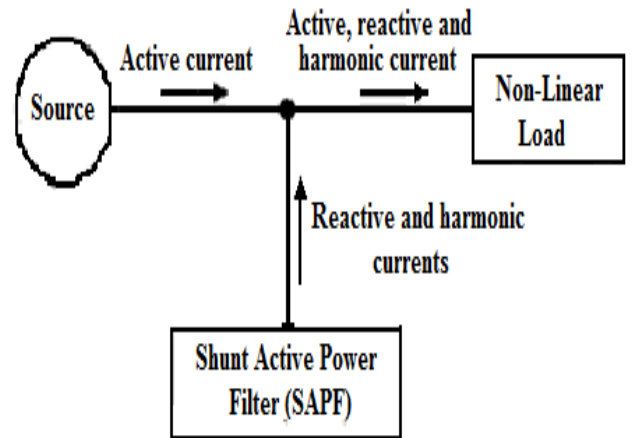 Active, reactive and
Active current
harmonic current
Source
Non-Linear
Load
Reactive and harmonic
currents
Shunt Active Power
Filter (SAPF)